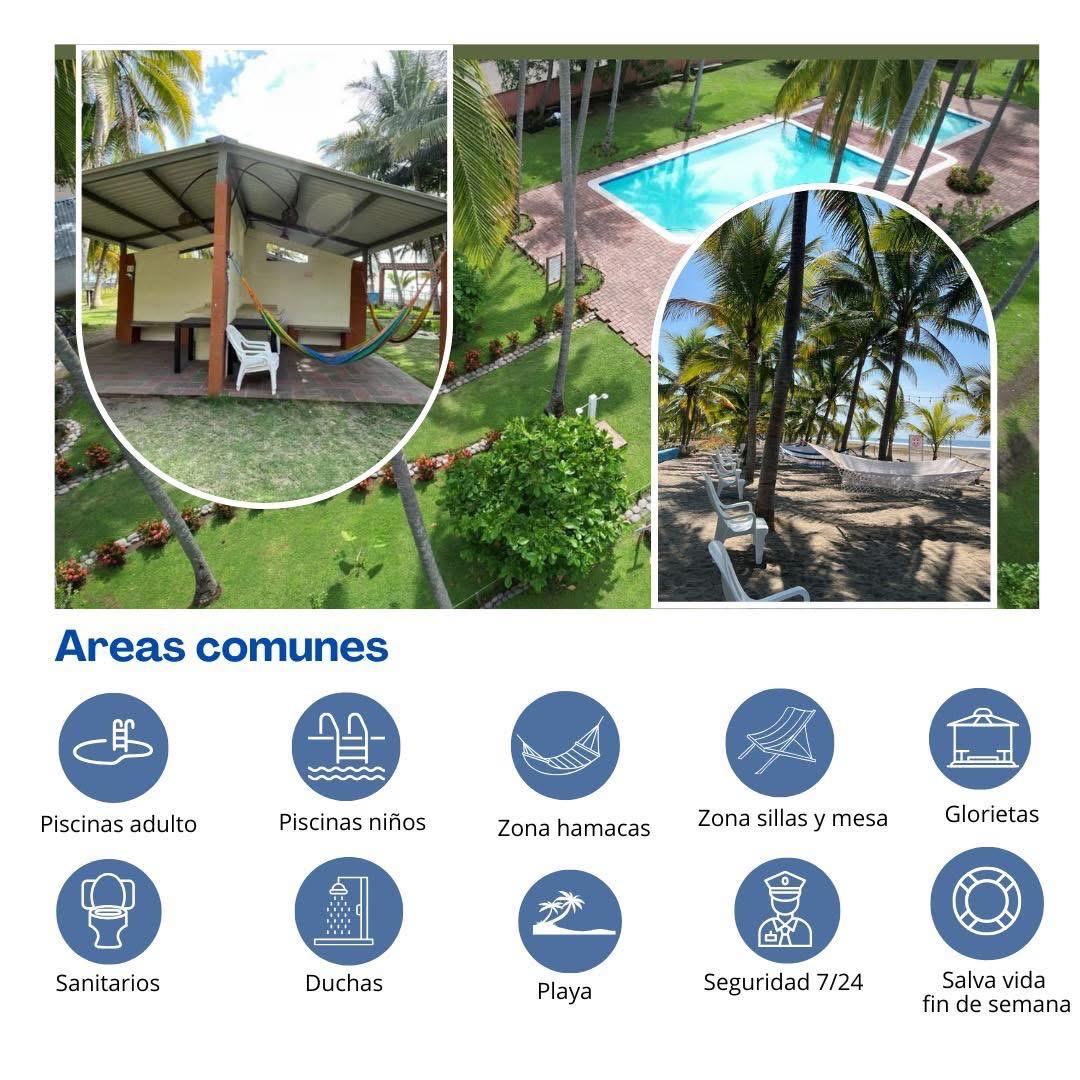 Areas comunes
Piscinas adulto
Piscinas niños
Zona hamacas
Zona sillas y mesa
Glorietas
Sanitarios
Duchas
Playa
Seguridad 7/24
Salva vida
fin de semana